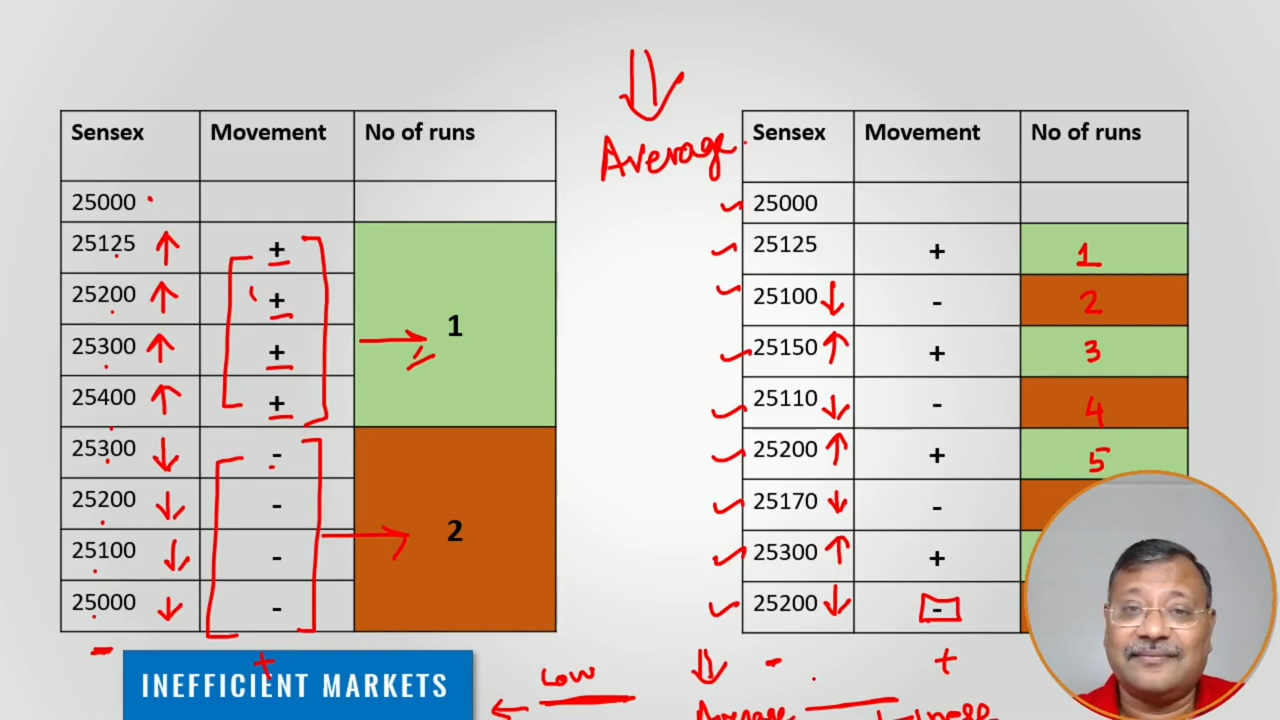 Average
Sensex Movement No of runs
25000
25125 +
25200 +
25300 +
25400 +
1
25300 -
25200 -
25100 -
25000 -
2
- +
INEFFICIENT MARKETS
Sensex Movement No of runs
25000
25125 + 1
25100 - 2
25150 + 3
25110 - 4
25200 + 5
25170 -
25300 +
25200 -
- +
Low
Average